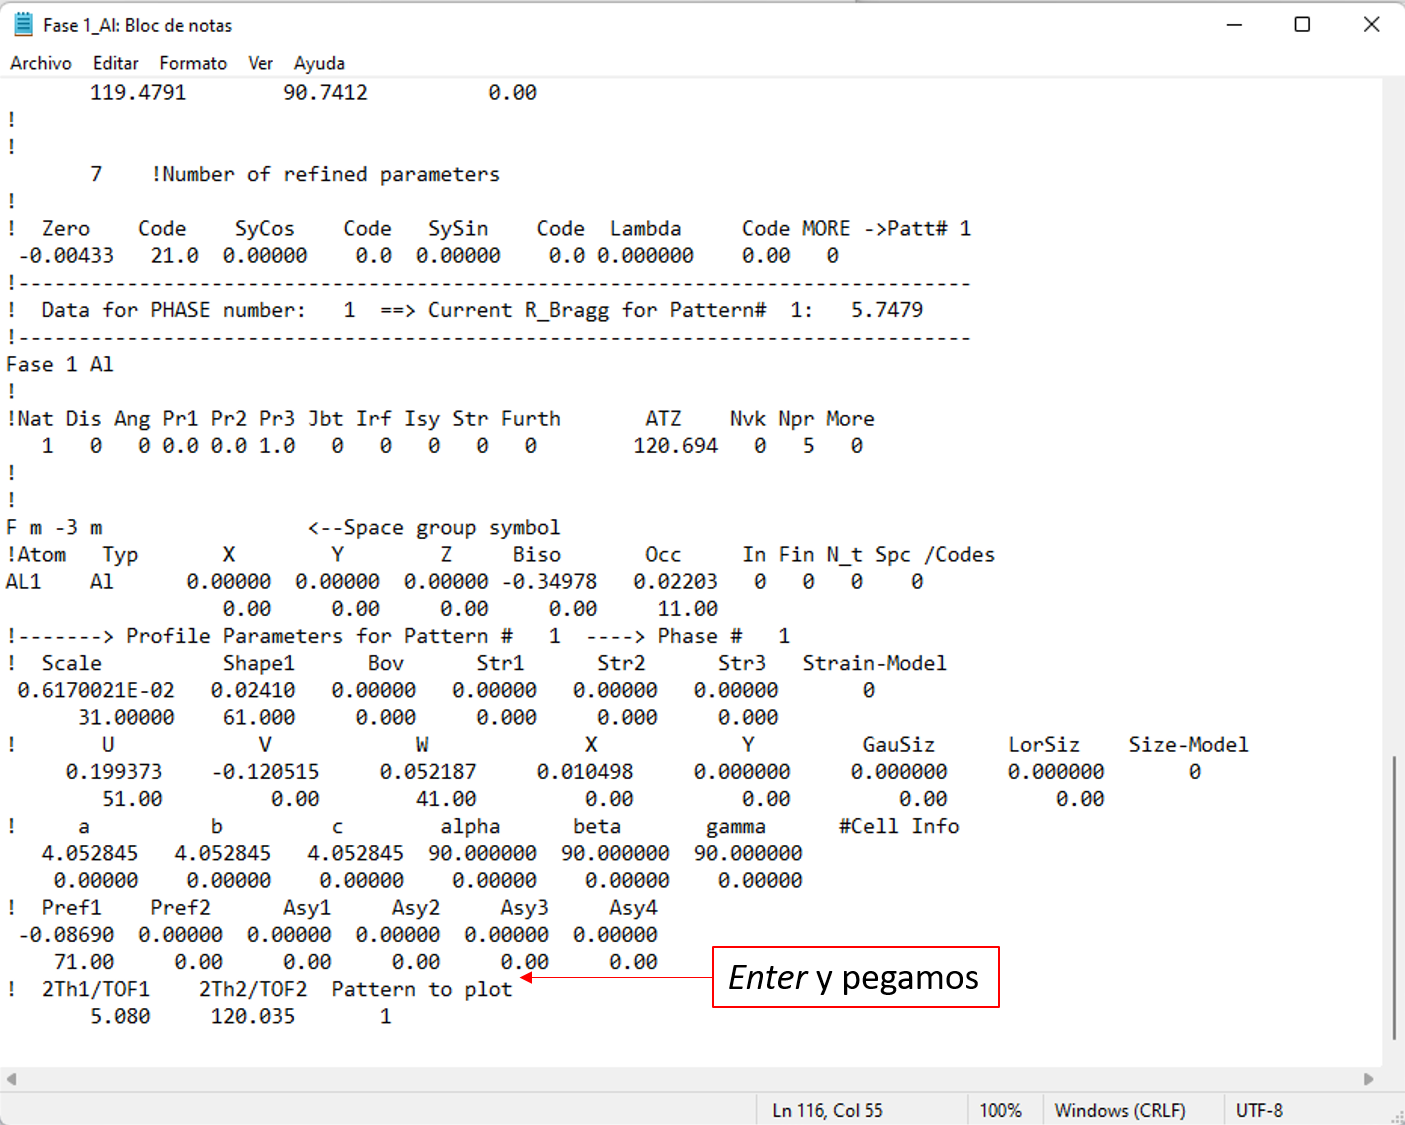 Fase 1_Al: Bloc de notas
Archivo Editar Formato Ver Ayuda
119.4791 90.7412 0.00
!
!
7 !Number of refined parameters
!
! Zero Code SyCos Code SySin Code Lambda Code MORE ->Patt# 1
-0.00433 21.0 0.00000 0.0 0.00000 0.0 0.000000 0.00 0
!-------------------------------------------------------------------------------
! Data for PHASE number: 1 ==> Current R_Bragg for Pattern# 1: 5.7479
!-------------------------------------------------------------------------------
Fase 1 Al
!
!Nat Dis Ang Pr1 Pr2 Pr3 Jbt Irf Isy Str Furth ATZ Nvk Npr More
1 0 0 0.0 0.0 1.0 0 0 0 0 0 120.694 0 5 0
!
!
F m -3 m <--Space group symbol
!Atom Typ X Y Z Biso Occ In Fin N_t Spc /Codes
AL1 Al 0.00000 0.00000 0.00000 -0.34978 0.02203 0 0 0 0
0.00 0.00 0.00 0.00 11.00
!-------> Profile Parameters for Pattern # 1 ----> Phase # 1
! Scale Shape1 Bov Str1 Str2 Str3 Strain-Model
0.6170021E-02 0.02410 0.00000 0.00000 0.00000 0.00000 0
31.00000 61.000 0.000 0.000 0.000 0.000
! U V W X Y GauSiz LorSiz Size-Model
0.199373 -0.120515 0.052187 0.010498 0.000000 0.000000 0.000000 0
51.00 0.00 41.00 0.00 0.00 0.00 0.00
! a b c alpha beta gamma #Cell Info
4.052845 4.052845 4.052845 90.000000 90.000000 90.000000
0.00000 0.00000 0.00000 0.00000 0.00000 0.00000
! Pref1 Pref2 Asy1 Asy2 Asy3 Asy4
-0.08690 0.00000 0.00000 0.00000 0.00000 0.00000
71.00 0.00 0.00 0.00 0.00 0.00
Enter y pegamos
! 2Th1/TOF1 2Th2/TOF2 Pattern to plot
5.080 120.035 1
Ln 116, Col 55 100% Windows (CRLF) UTF-8